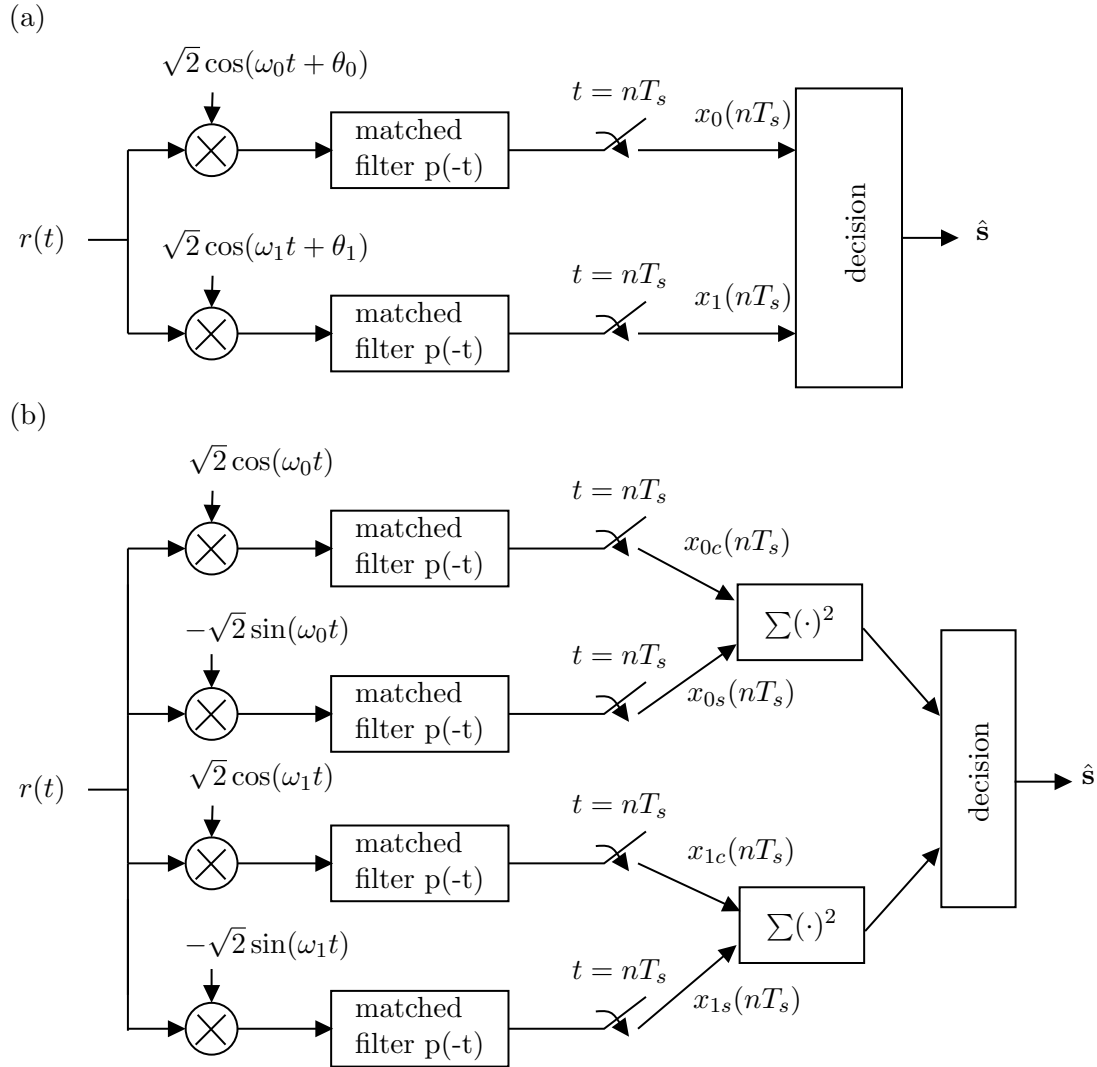 (a)
√2 cos(ω₀t + θ₀)
matched
filter p(-t)
t = nTₛ
x₀(nTₛ)
r(t)
√2 cos(ω₁t + θ₁)
matched
filter p(-t)
t = nTₛ
x₁(nTₛ)
decision
ŝ
(b)
√2 cos(ω₀t)
matched
filter p(-t)
t = nTₛ
x₀c(nTₛ)
−√2 sin(ω₀t)
matched
filter p(-t)
t = nTₛ
x₀ₛ(nTₛ)
∑(·)²
r(t)
√2 cos(ω₁t)
matched
filter p(-t)
t = nTₛ
x₁c(nTₛ)
−√2 sin(ω₁t)
matched
filter p(-t)
t = nTₛ
x₁ₛ(nTₛ)
∑(·)²
decision
ŝ